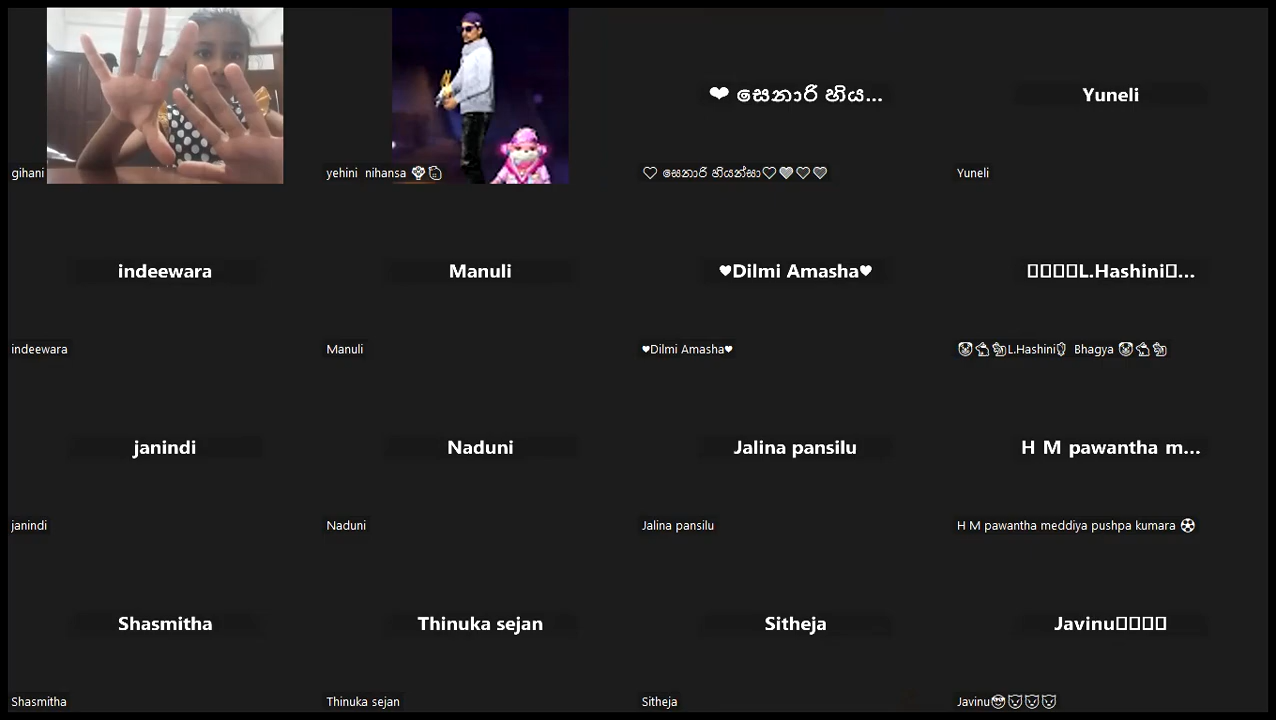 gihani
yehini nihansa
❤ සෙනාරි හිය...
♡ සෙනාරි හියන්සා♡🤍♡♡
Yuneli
Yuneli
indeewara
indeewara
Manuli
Manuli
♥Dilmi Amasha♥
♥Dilmi Amasha♥
L.Hashini...
L.Hashini Bhagya
janindi
janindi
Naduni
Naduni
Jalina pansilu
Jalina pansilu
H M pawantha m...
H M pawantha meddiya pushpa kumara ⚽
Shasmitha
Shasmitha
Thinuka sejan
Thinuka sejan
Sitheja
Sitheja
Javinu
Javinu